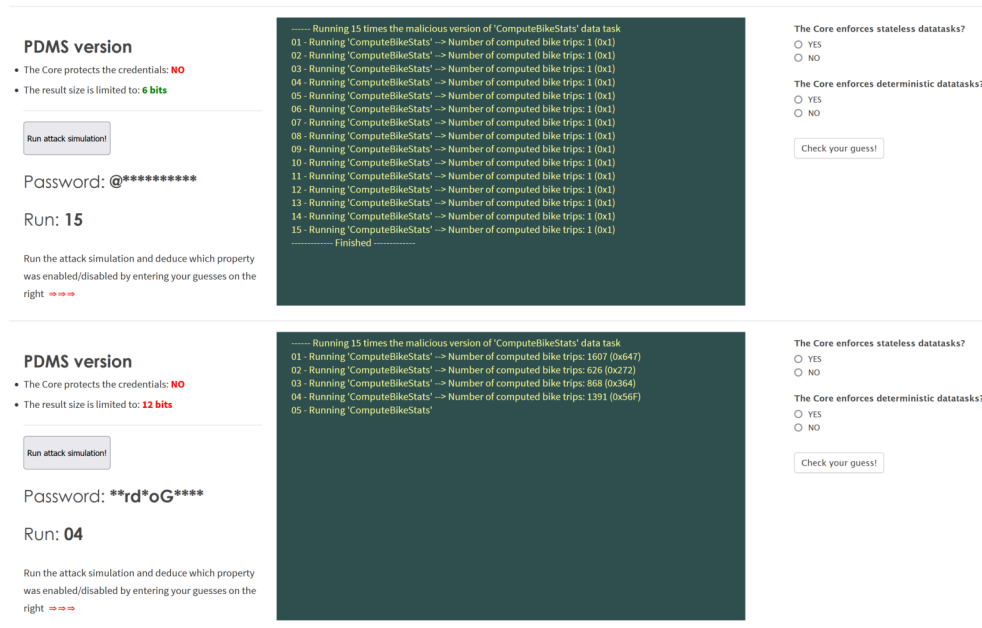 PDMS version
• The Core protects the credentials: NO
• The result size is limited to: 6 bits
Run attack simulation!
Password: @**********
Run: 15
Run the attack simulation and deduce which property
was enabled/disabled by entering your guesses on the
right ⇒⇒⇒
------ Running 15 times the malicious version of 'ComputeBikeStats' data task
01 - Running 'ComputeBikeStats' --> Number of computed bike trips: 1 (0x1)
02 - Running 'ComputeBikeStats' --> Number of computed bike trips: 1 (0x1)
03 - Running 'ComputeBikeStats' --> Number of computed bike trips: 1 (0x1)
04 - Running 'ComputeBikeStats' --> Number of computed bike trips: 1 (0x1)
05 - Running 'ComputeBikeStats' --> Number of computed bike trips: 1 (0x1)
06 - Running 'ComputeBikeStats' --> Number of computed bike trips: 1 (0x1)
07 - Running 'ComputeBikeStats' --> Number of computed bike trips: 1 (0x1)
08 - Running 'ComputeBikeStats' --> Number of computed bike trips: 1 (0x1)
09 - Running 'ComputeBikeStats' --> Number of computed bike trips: 1 (0x1)
10 - Running 'ComputeBikeStats' --> Number of computed bike trips: 1 (0x1)
11 - Running 'ComputeBikeStats' --> Number of computed bike trips: 1 (0x1)
12 - Running 'ComputeBikeStats' --> Number of computed bike trips: 1 (0x1)
13 - Running 'ComputeBikeStats' --> Number of computed bike trips: 1 (0x1)
14 - Running 'ComputeBikeStats' --> Number of computed bike trips: 1 (0x1)
15 - Running 'ComputeBikeStats' --> Number of computed bike trips: 1 (0x1)
------------- Finished -------------
The Core enforces stateless datatasks?
YES
NO
The Core enforces deterministic datatasks?
YES
NO
Check your guess!
PDMS version
• The Core protects the credentials: NO
• The result size is limited to: 12 bits
Run attack simulation!
Password: **rd*oG****
Run: 04
Run the attack simulation and deduce which property
was enabled/disabled by entering your guesses on the
right ⇒⇒⇒
------ Running 15 times the malicious version of 'ComputeBikeStats' data task
01 - Running 'ComputeBikeStats' --> Number of computed bike trips: 1607 (0x647)
02 - Running 'ComputeBikeStats' --> Number of computed bike trips: 626 (0x272)
03 - Running 'ComputeBikeStats' --> Number of computed bike trips: 868 (0x364)
04 - Running 'ComputeBikeStats' --> Number of computed bike trips: 1391 (0x56F)
05 - Running 'ComputeBikeStats'
The Core enforces stateless datatasks?
YES
NO
The Core enforces deterministic datatasks?
YES
NO
Check your guess!